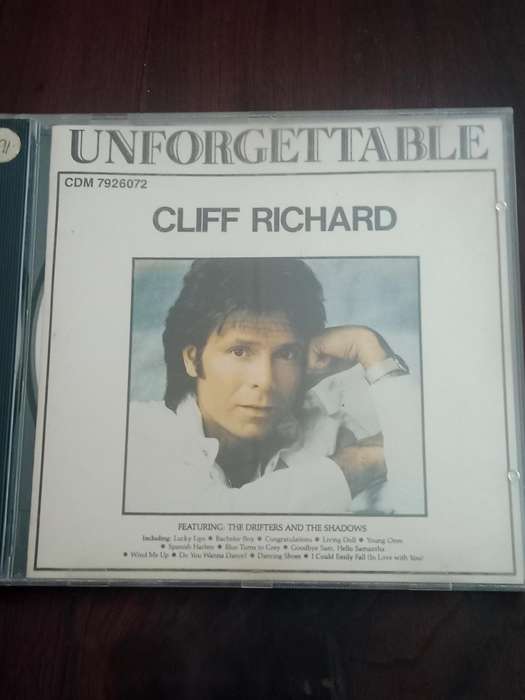 UNFORGETTABLE
CDM 7926072
CLIFF RICHARD
FEATURING: THE DRIFTERS AND THE SHADOWS
Including: Lucky Lips • Bachelor Boy • Congratulations • Living Doll • Young Ones
• Spanish Harlem • Blue Turns to Grey • Goodbye Sam, Hello Samantha
• Wind Me Up • Do You Wanna Dance? • Dancing Shoes • I Could Easily Fall (In Love with You)